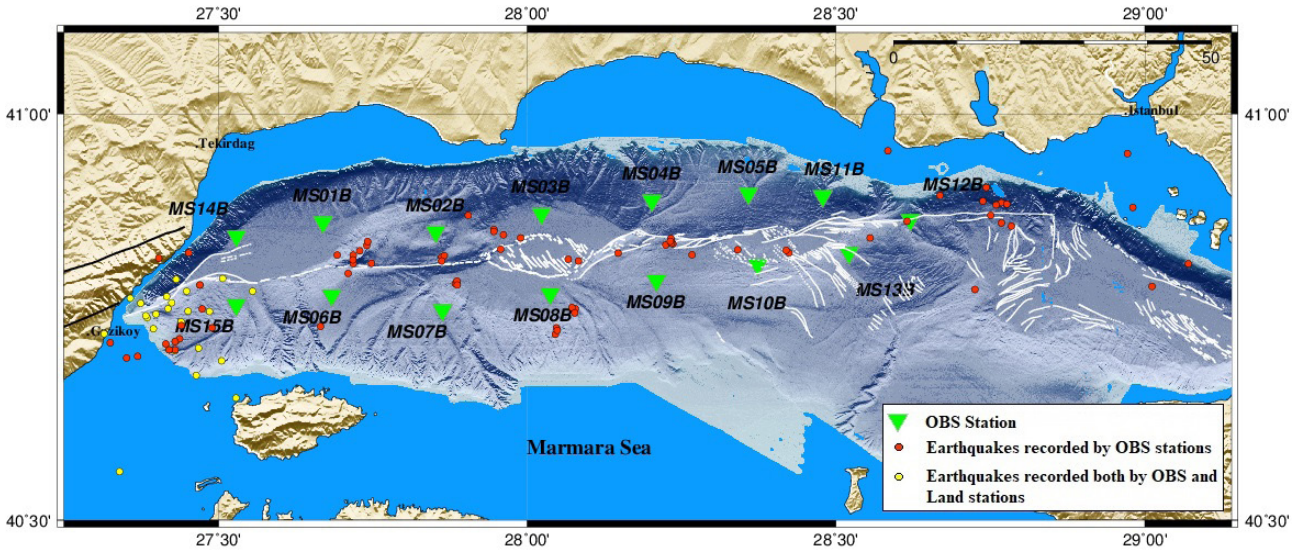 27˚30'
28˚00'
28˚30'
29˚00'
0
50
41˚00'
41˚00'
Istanbul
Tekirdag
MS05B
MS11B
MS04B
MS12B
MS03B
MS01B
MS14B
MS02B
MS13B
MS09B
MS10B
MS06B
MS08B
MS15B
MS07B
Gazikoy
OBS Station
Marmara Sea
Earthquakes recorded by OBS stations
Earthquakes recorded both by OBS and
Land stations
40˚30'
40˚30'
27˚30'
28˚00'
28˚30'
29˚00'